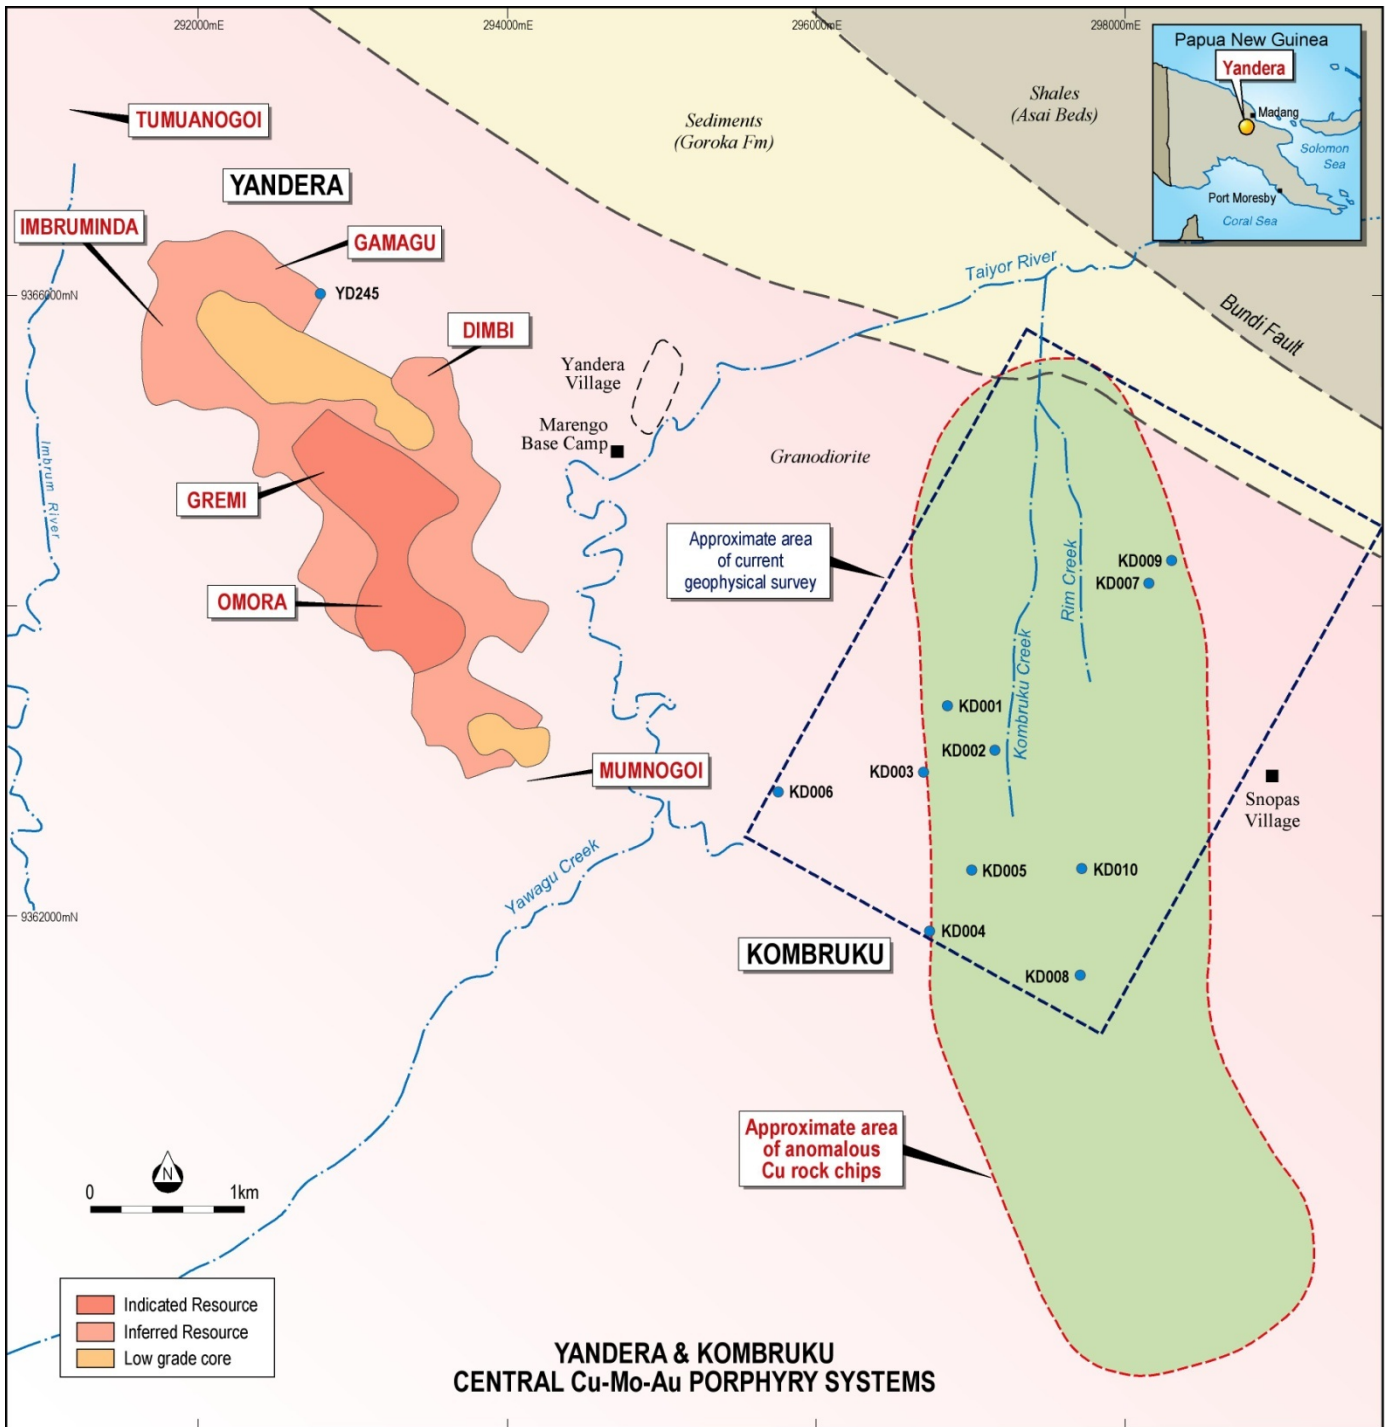 292000mE
294000mE
296000mE
298000mE
Papua New Guinea
Yandera
Madang
Solomon
Sea
Port Moresby
Coral Sea
TUMUANOGOI
Sediments
(Goroka Fm)
Shales
(Asai Beds)
YANDERA
IMBRUMINDA
GAMAGU
Taiyor River
9366000mN
YD245
Bundi Fault
DIMBI
Yandera
Village
Marengo
Base Camp
Granodiorite
Imbrum River
GREMI
Approximate area
of current
geophysical survey
KD009
KD007
Rim Creek
OMORA
Kombruku Creek
KD001
KD002
KD003
MUMNOGOI
KD006
Snopas
Village
Yawagu Creek
KD005
KD010
9362000mN
KD004
KOMBRUKU
KD008
Approximate area
of anomalous
Cu rock chips
N
0 1km
Indicated Resource
Inferred Resource
Low grade core
YANDERA & KOMBRUKU
CENTRAL Cu-Mo-Au PORPHYRY SYSTEMS